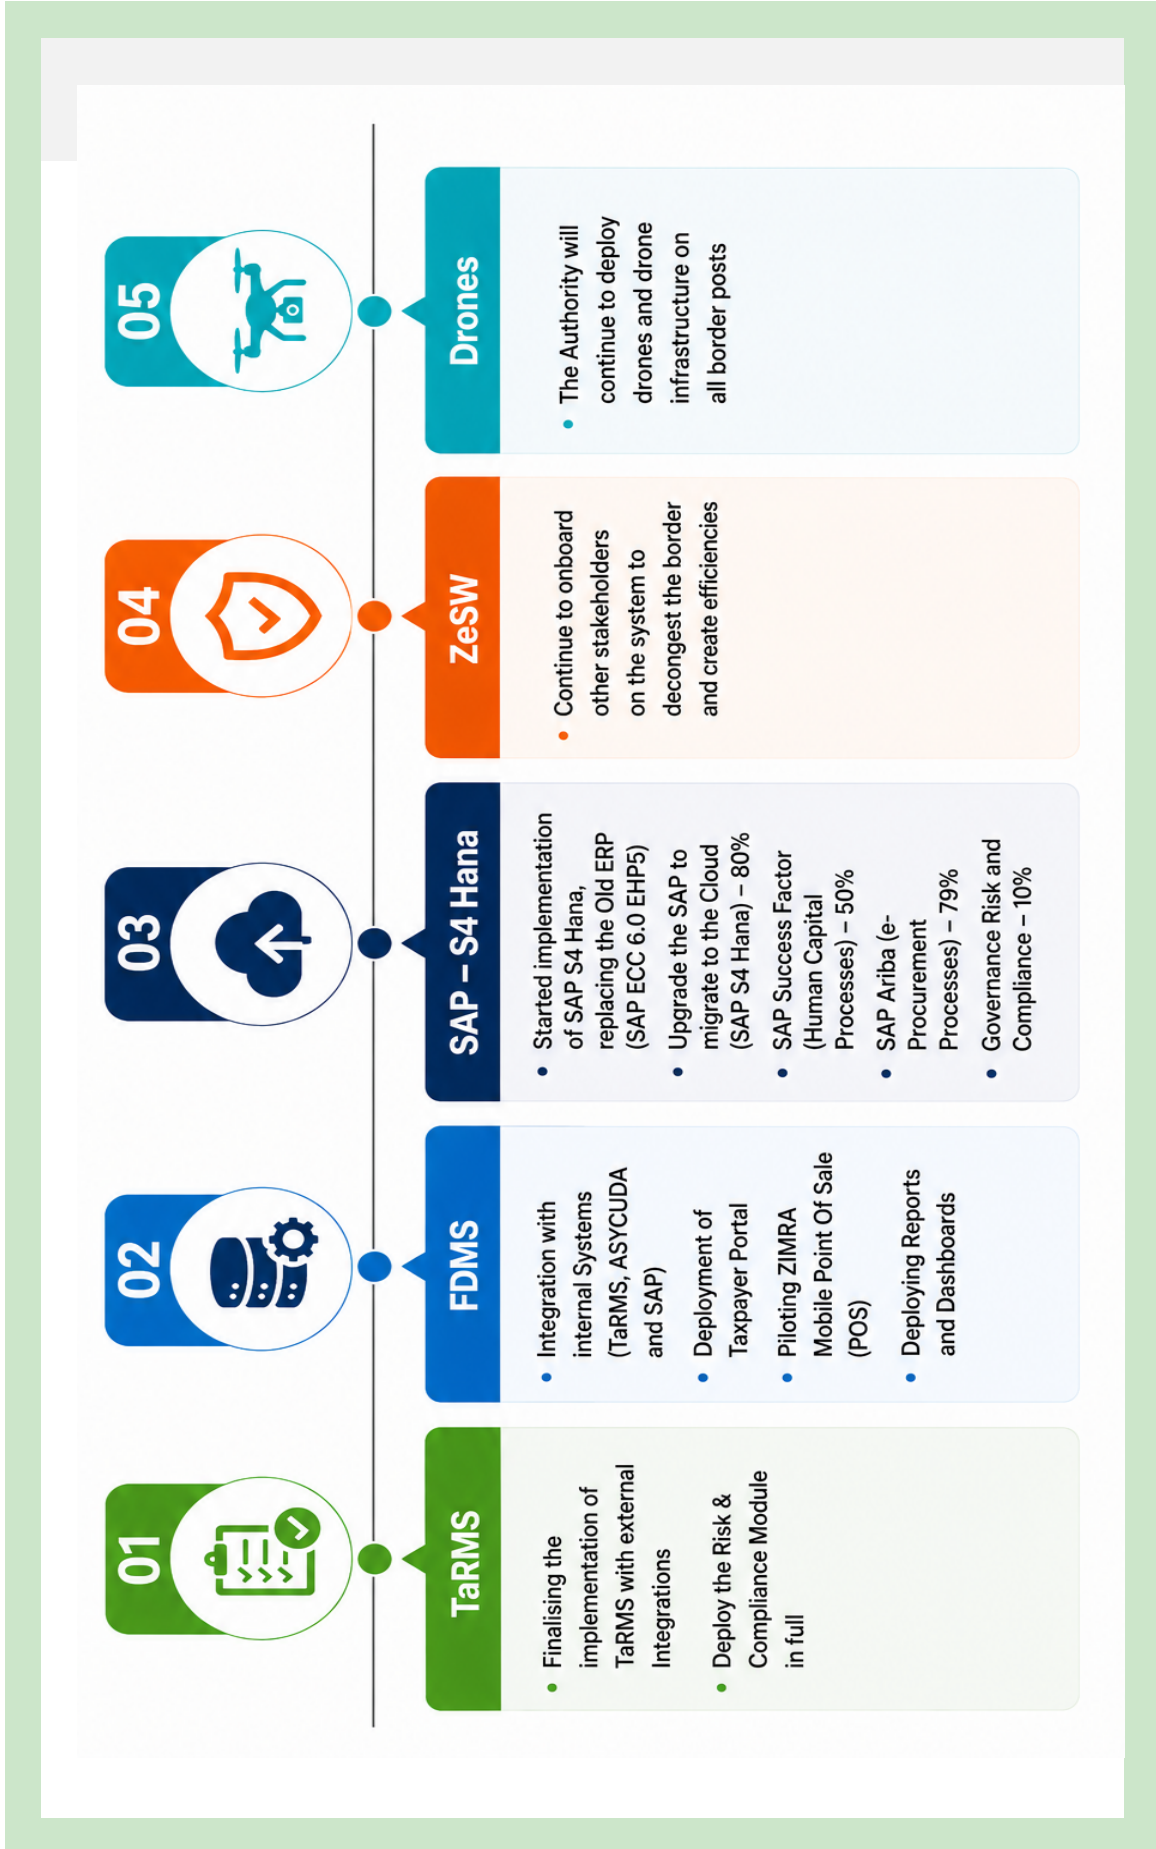 01
TaRMS
• Finalising the
implementation of
TaRMS with external
Integrations
• Deploy the Risk &
Compliance Module
in full
02
FDMS
• Integration with
internal Systems
(TaRMS, ASYCUDA
and SAP)
• Deployment of
Taxpayer Portal
• Piloting ZIMRA
Mobile Point Of Sale
(POS)
• Deploying Reports
and Dashboards
03
SAP – S4 Hana
• Started implementation
of SAP S4 Hana,
replacing the Old ERP
(SAP ECC 6.0 EHP5)
• Upgrade the SAP to
migrate to the Cloud
(SAP S4 Hana) – 80%
• SAP Success Factor
(Human Capital
Processes) – 50%
• SAP Ariba (e-
Procurement
Processes) – 79%
• Governance Risk and
Compliance – 10%
04
ZeSW
• Continue to onboard
other stakeholders
on the system to
decongest the border
and create efficiencies
05
Drones
• The Authority will
continue to deploy
drones and drone
infrastructure on
all border posts